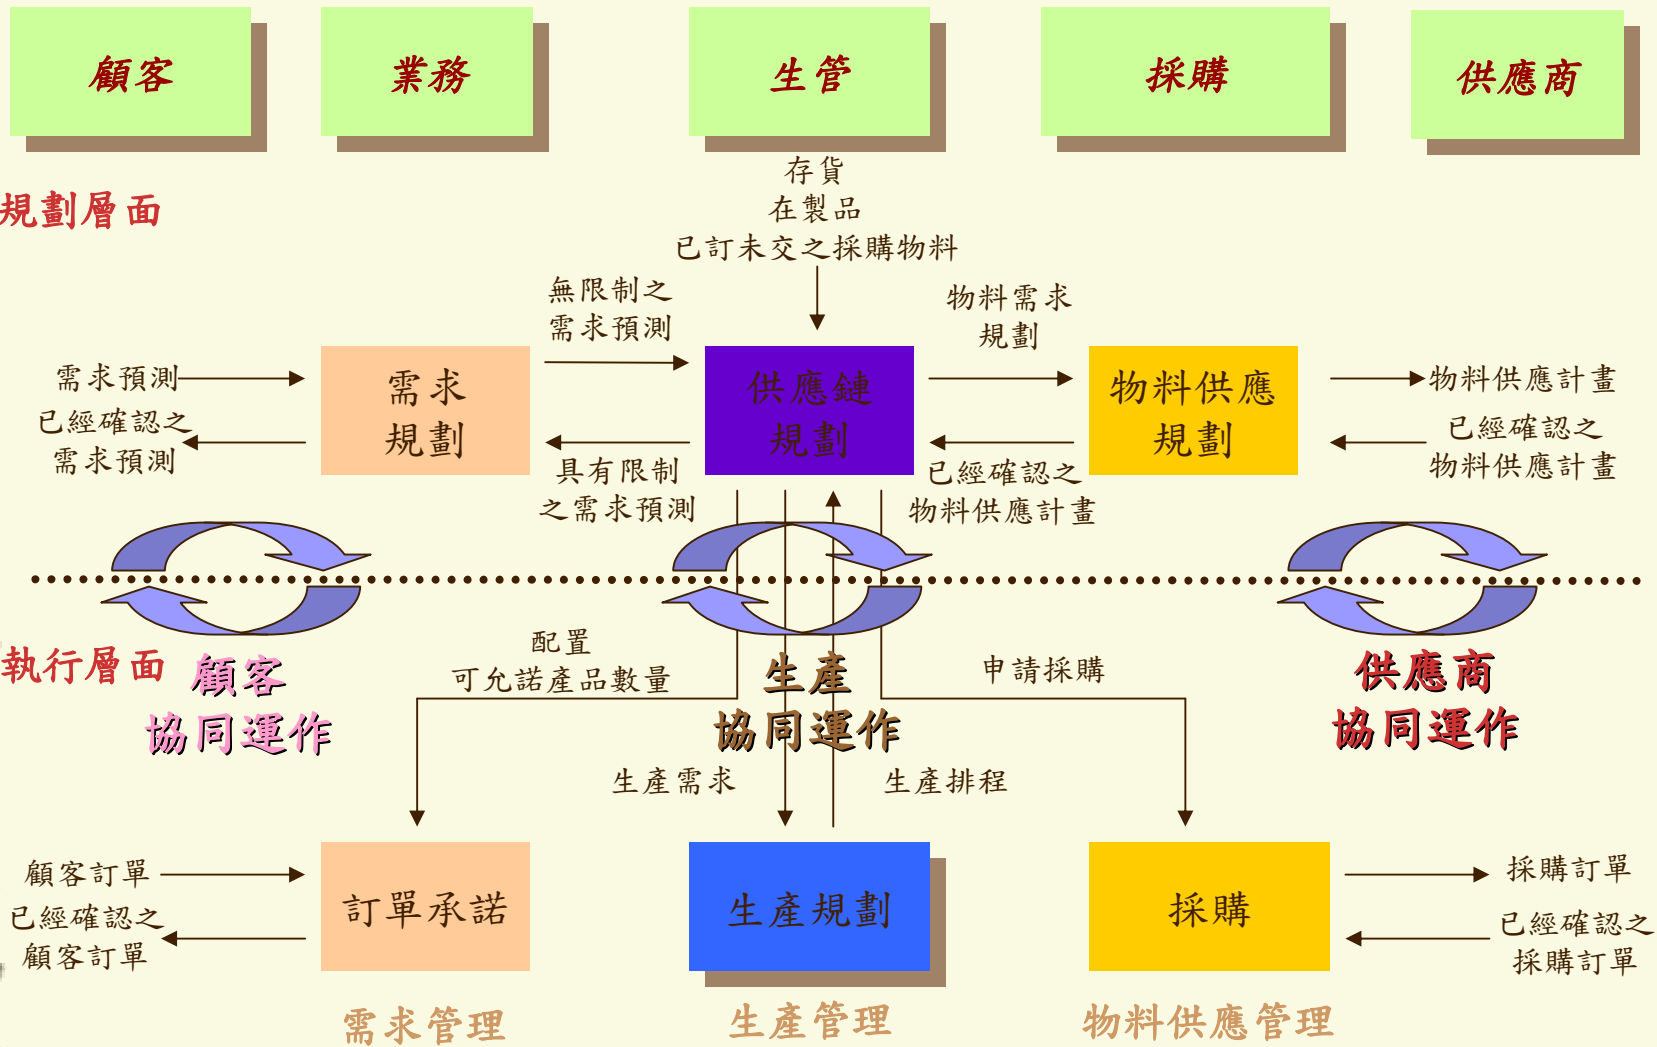 顧客
業務
生管
採購
供應商
規劃層面
存貨
在製品
已訂未交之採購物料
無限制之
需求預測
物料需求
規劃
需求預測
已經確認之
需求預測
需求
規劃
具有限制
之需求預測
供應鏈
規劃
已經確認之
物料供應計畫
物料供應
規劃
物料供應計畫
已經確認之
物料供應計畫
執行層面
顧客
協同運作
配置
可允諾產品數量
生產
協同運作
申請採購
供應商
協同運作
生產需求
生產排程
顧客訂單
已經確認之
顧客訂單
訂單承諾
生產規劃
採購
採購訂單
已經確認之
採購訂單
需求管理
生產管理
物料供應管理